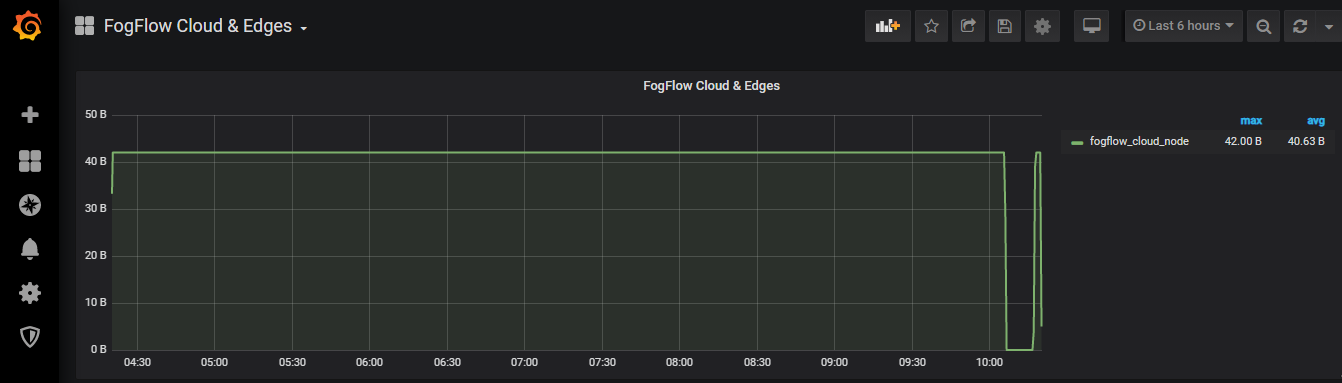 FogFlow Cloud & Edges
Last 6 hours
FogFlow Cloud & Edges
50 B
40 B
30 B
20 B
10 B
0 B
04:30 05:00 05:30 06:00 06:30 07:00 07:30 08:00 08:30 09:00 09:30 10:00
max avg
fogflow_cloud_node 42.00 B 40.63 B